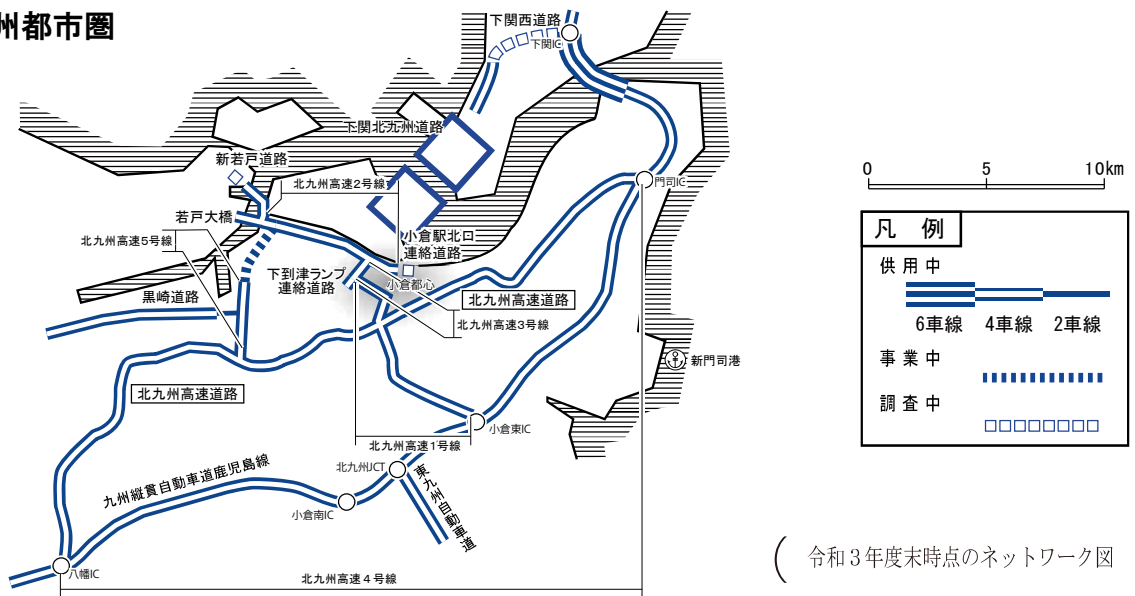 州都市圏
下関西道路
下関IC
下関北九州道路
新若戸道路
北九州高速2号線
門司IC
若戸大橋
北九州高速5号線
小倉駅北口
連絡道路
下到津ランプ
連絡道路
小倉都心
黒崎道路
北九州高速道路
北九州高速3号線
新門司港
北九州高速道路
小倉東IC
北九州高速1号線
北九州JCT
九州縦貫自動車道鹿児島線
東九州自動車道
小倉南IC
八幡IC
北九州高速4号線
0 5 10km
凡 例
供用中
6車線 4車線 2車線
事業中
調査中
( 令和3年度末時点のネットワーク図